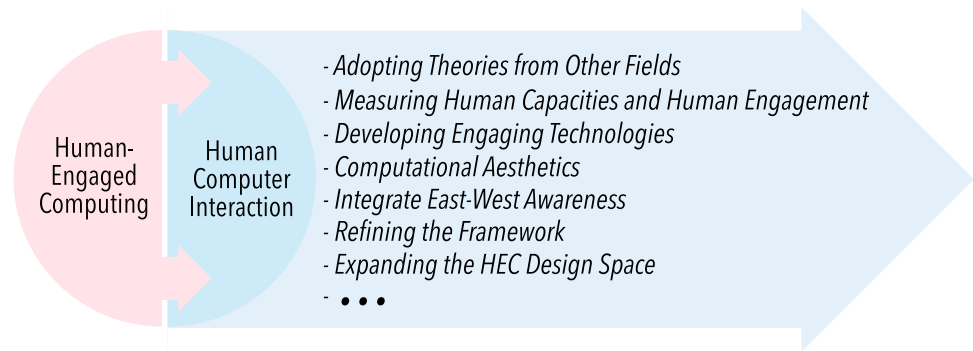 Human-
Engaged
Computing
Human
Computer
Interaction
- Adopting Theories from Other Fields
- Measuring Human Capacities and Human Engagement
- Developing Engaging Technologies
- Computational Aesthetics
- Integrate East-West Awareness
- Refining the Framework
- Expanding the HEC Design Space
- •••